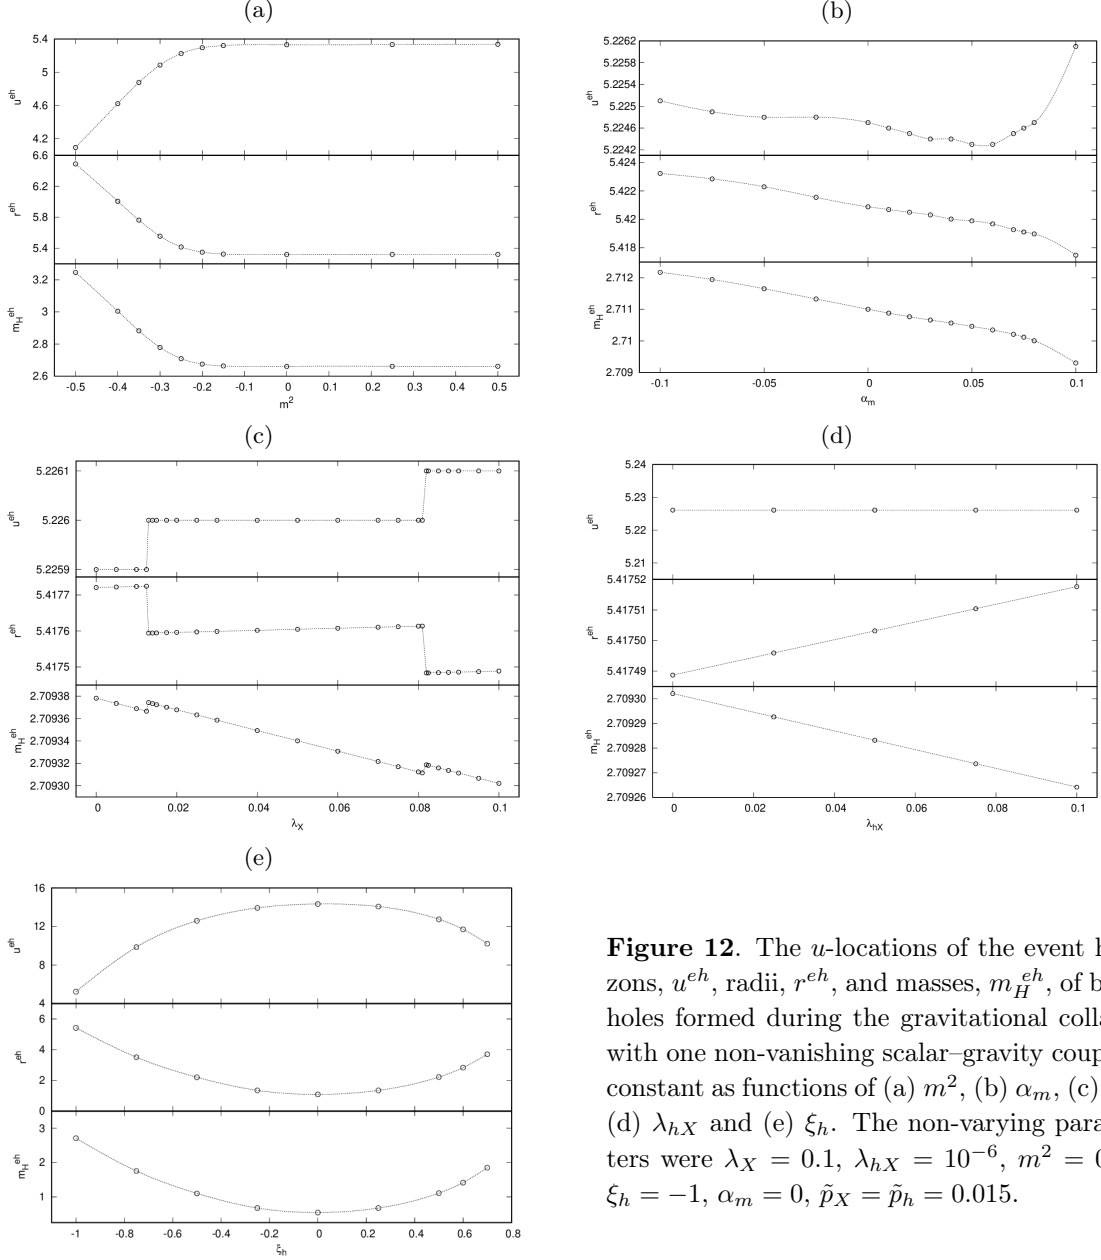 (a)
5.4
5
4.6
4.2
u^eh
6.6
6.2
5.8
5.4
r^eh
3.2
3
2.8
2.6
m_H^eh
-0.5 -0.4 -0.3 -0.2 -0.1 0 0.1 0.2 0.3 0.4 0.5
m²
(b)
5.2262
5.2258
5.2254
5.225
5.2246
5.2242
u^eh
5.424
5.422
5.42
5.418
r^eh
2.712
2.711
2.71
2.709
m_H^eh
-0.1 -0.05 0 0.05 0.1
α_m
(c)
5.2261
5.226
5.2259
u^eh
5.4177
5.4176
5.4175
r^eh
2.70938
2.70936
2.70934
2.70932
2.70930
m_H^eh
0 0.02 0.04 0.06 0.08 0.1
λ_X
(d)
5.24
5.23
5.22
5.21
u^eh
5.41752
5.41751
5.41750
5.41749
r^eh
2.70930
2.70929
2.70928
2.70927
2.70926
m_H^eh
0 0.02 0.04 0.06 0.08 0.1
λ_hX
(e)
16
12
8
4
u^eh
6
4
2
0
r^eh
3
2
1
m_H^eh
-1 -0.8 -0.6 -0.4 -0.2 0 0.2 0.4 0.6 0.8
ξ_h
Figure 12. The u-locations of the event h
zons, u^eh, radii, r^eh, and masses, m_H^eh, of b
holes formed during the gravitational colla
with one non-vanishing scalar–gravity coup
constant as functions of (a) m², (b) α_m, (c)
(d) λ_hX and (e) ξ_h. The non-varying para
ters were λ_X = 0.1, λ_hX = 10⁻⁶, m² = 0
ξ_h = −1, α_m = 0, p̃_X = p̃_h = 0.015.